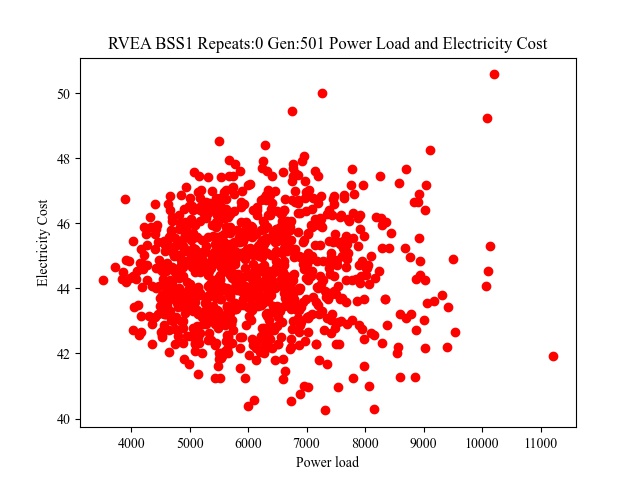 RVEA BSS1 Repeats:0 Gen:501 Power Load and Electricity Cost
50
48
46
44
42
40
Electricity Cost
4000 5000 6000 7000 8000 9000 10000 11000
Power load